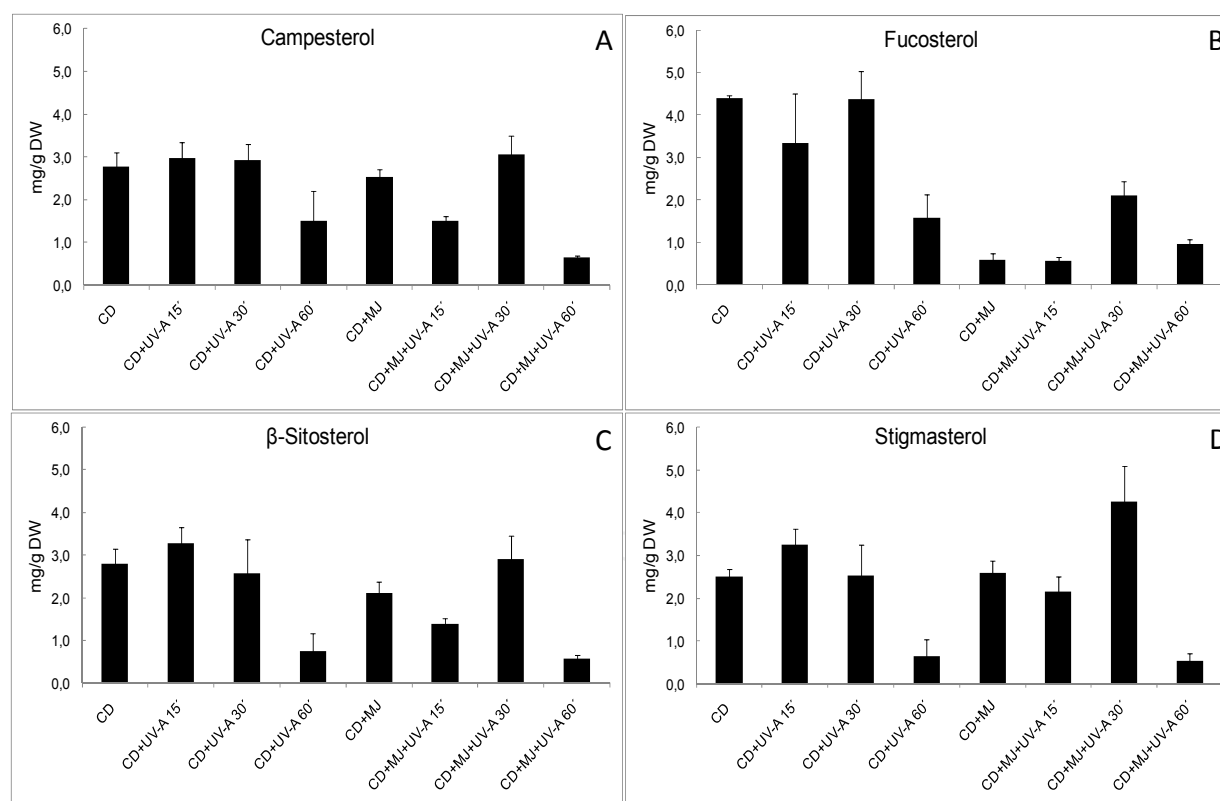 Campesterol A
6,0
5,0
4,0
3,0
2,0
1,0
0,0
mg/g DW
CD
CD+UV-A 15´
CD+UV-A 30´
CD+UV-A 60´
CD+MJ
CD+MJ+UV-A 15´
CD+MJ+UV-A 30´
CD+MJ+UV-A 60´
Fucosterol B
6,0
5,0
4,0
3,0
2,0
1,0
0,0
mg/g DW
CD
CD+UV-A 15´
CD+UV-A 30´
CD+UV-A 60´
CD+MJ
CD+MJ+UV-A 15´
CD+MJ+UV-A 30´
CD+MJ+UV-A 60´
β-Sitosterol C
6,0
5,0
4,0
3,0
2,0
1,0
0,0
mg/g DW
CD
CD+UV-A 15´
CD+UV-A 30´
CD+UV-A 60´
CD+MJ
CD+MJ+UV-A 15´
CD+MJ+UV-A 30´
CD+MJ+UV-A 60´
Stigmasterol D
6,0
5,0
4,0
3,0
2,0
1,0
0,0
mg/g DW
CD
CD+UV-A 15´
CD+UV-A 30´
CD+UV-A 60´
CD+MJ
CD+MJ+UV-A 15´
CD+MJ+UV-A 30´
CD+MJ+UV-A 60´